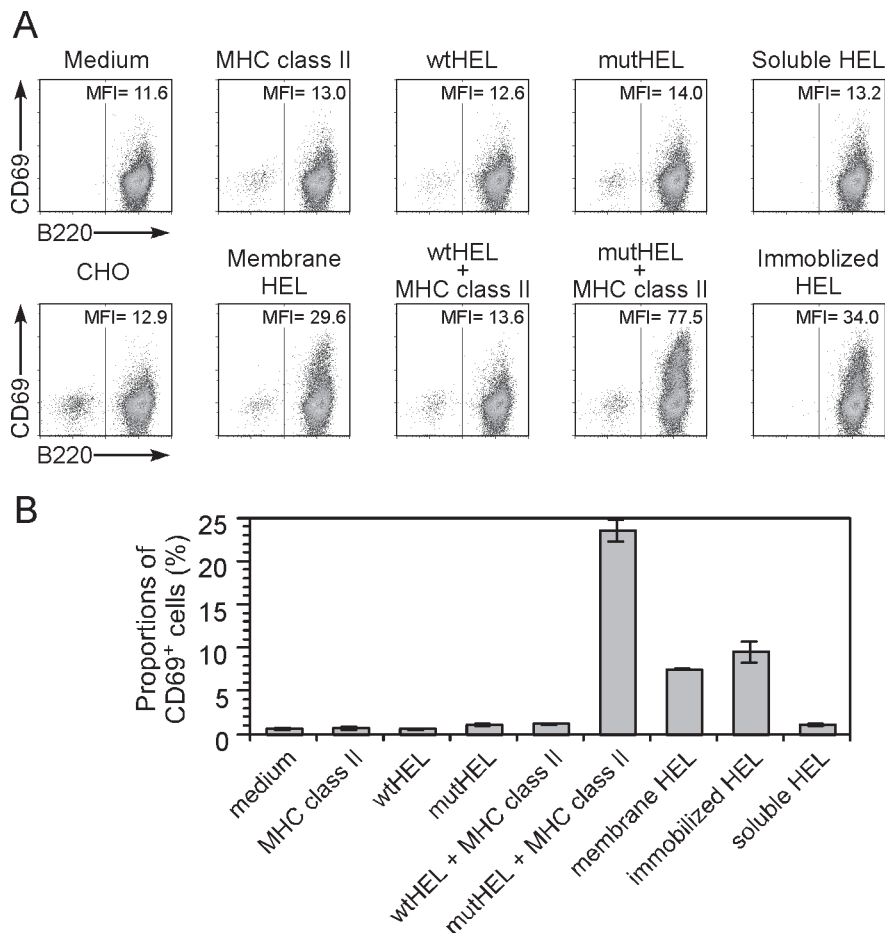 A
Medium
MHC class II
wtHEL
mutHEL
Soluble HEL
MFI= 11.6
MFI= 13.0
MFI= 12.6
MFI= 14.0
MFI= 13.2
CD69
B220
CHO
Membrane
HEL
wtHEL
+
MHC class II
mutHEL
+
MHC class II
Immoblized
HEL
MFI= 12.9
MFI= 29.6
MFI= 13.6
MFI= 77.5
MFI= 34.0
CD69
B220
B
Proportions of
CD69+ cells (%)
25
20
15
10
5
0
medium
MHC class II
wtHEL
mutHEL
wtHEL + MHC class II
mutHEL + MHC class II
membrane HEL
immobilized HEL
soluble HEL